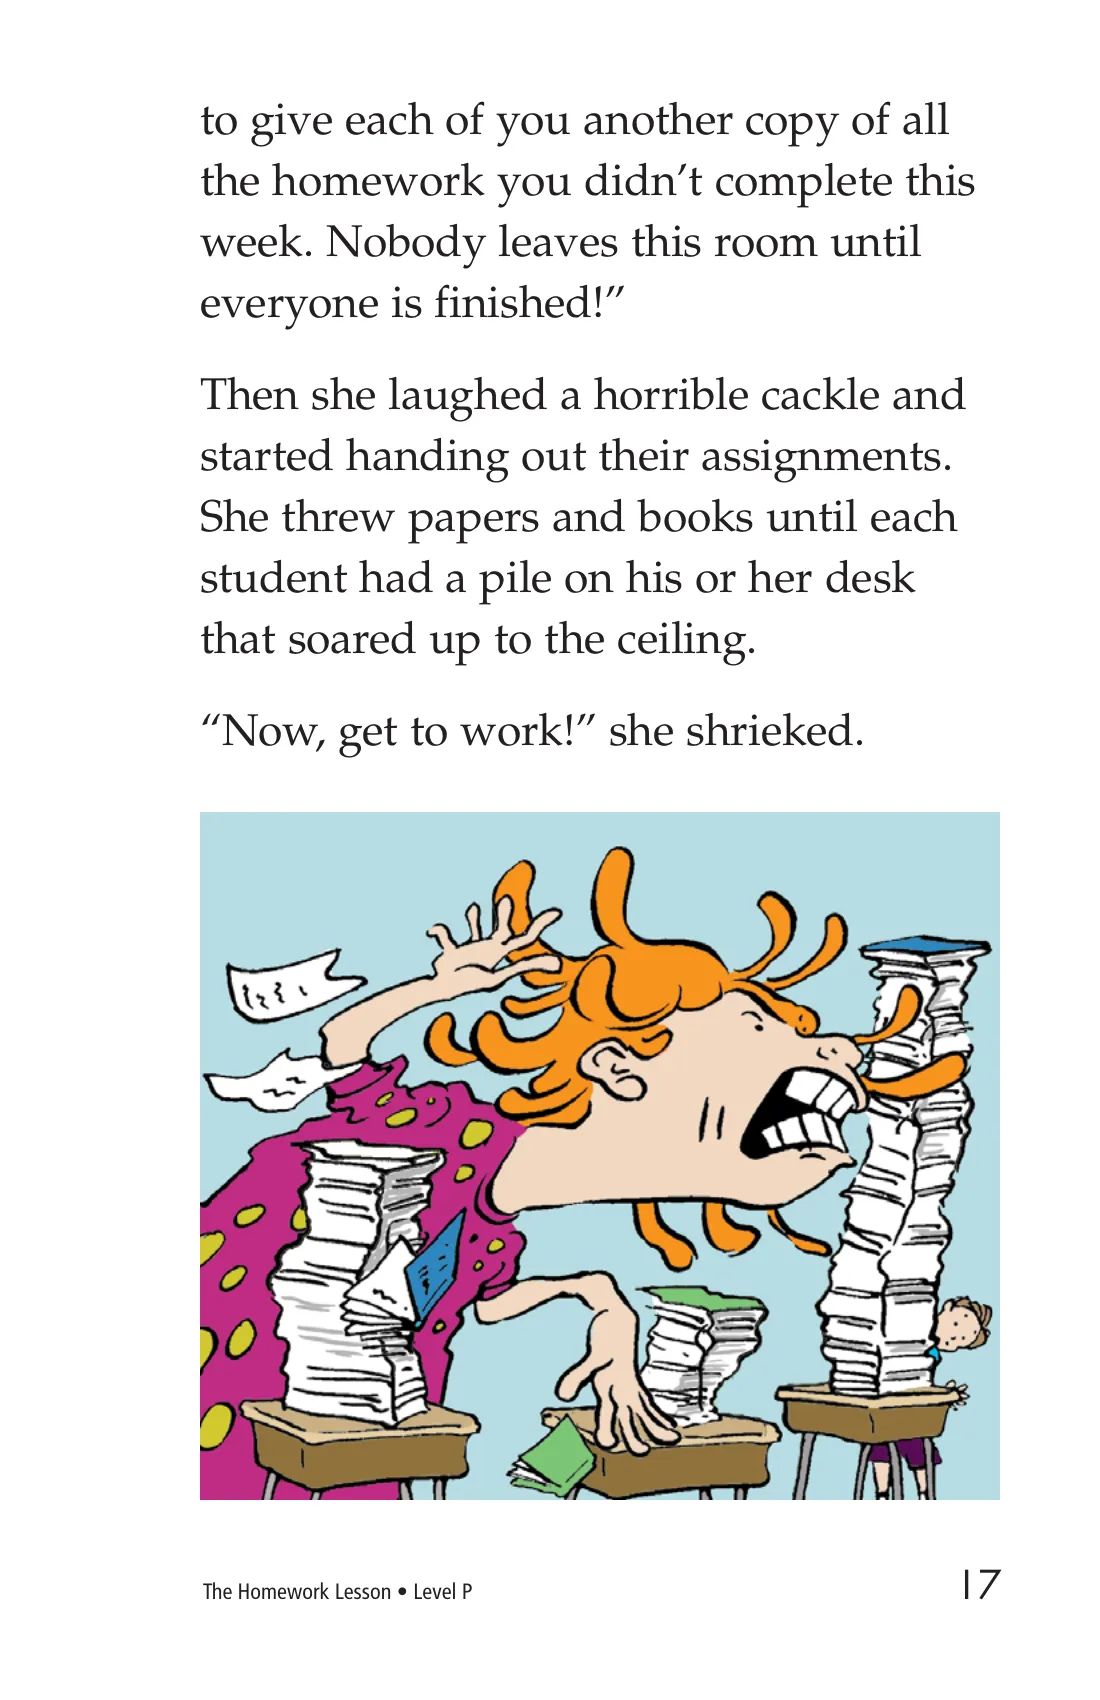 to give each of you another copy of all
the homework you didn’t complete this
week. Nobody leaves this room until
everyone is finished!”
Then she laughed a horrible cackle and
started handing out their assignments.
She threw papers and books until each
student had a pile on his or her desk
that soared up to the ceiling.
“Now, get to work!” she shrieked.
The Homework Lesson • Level P
17